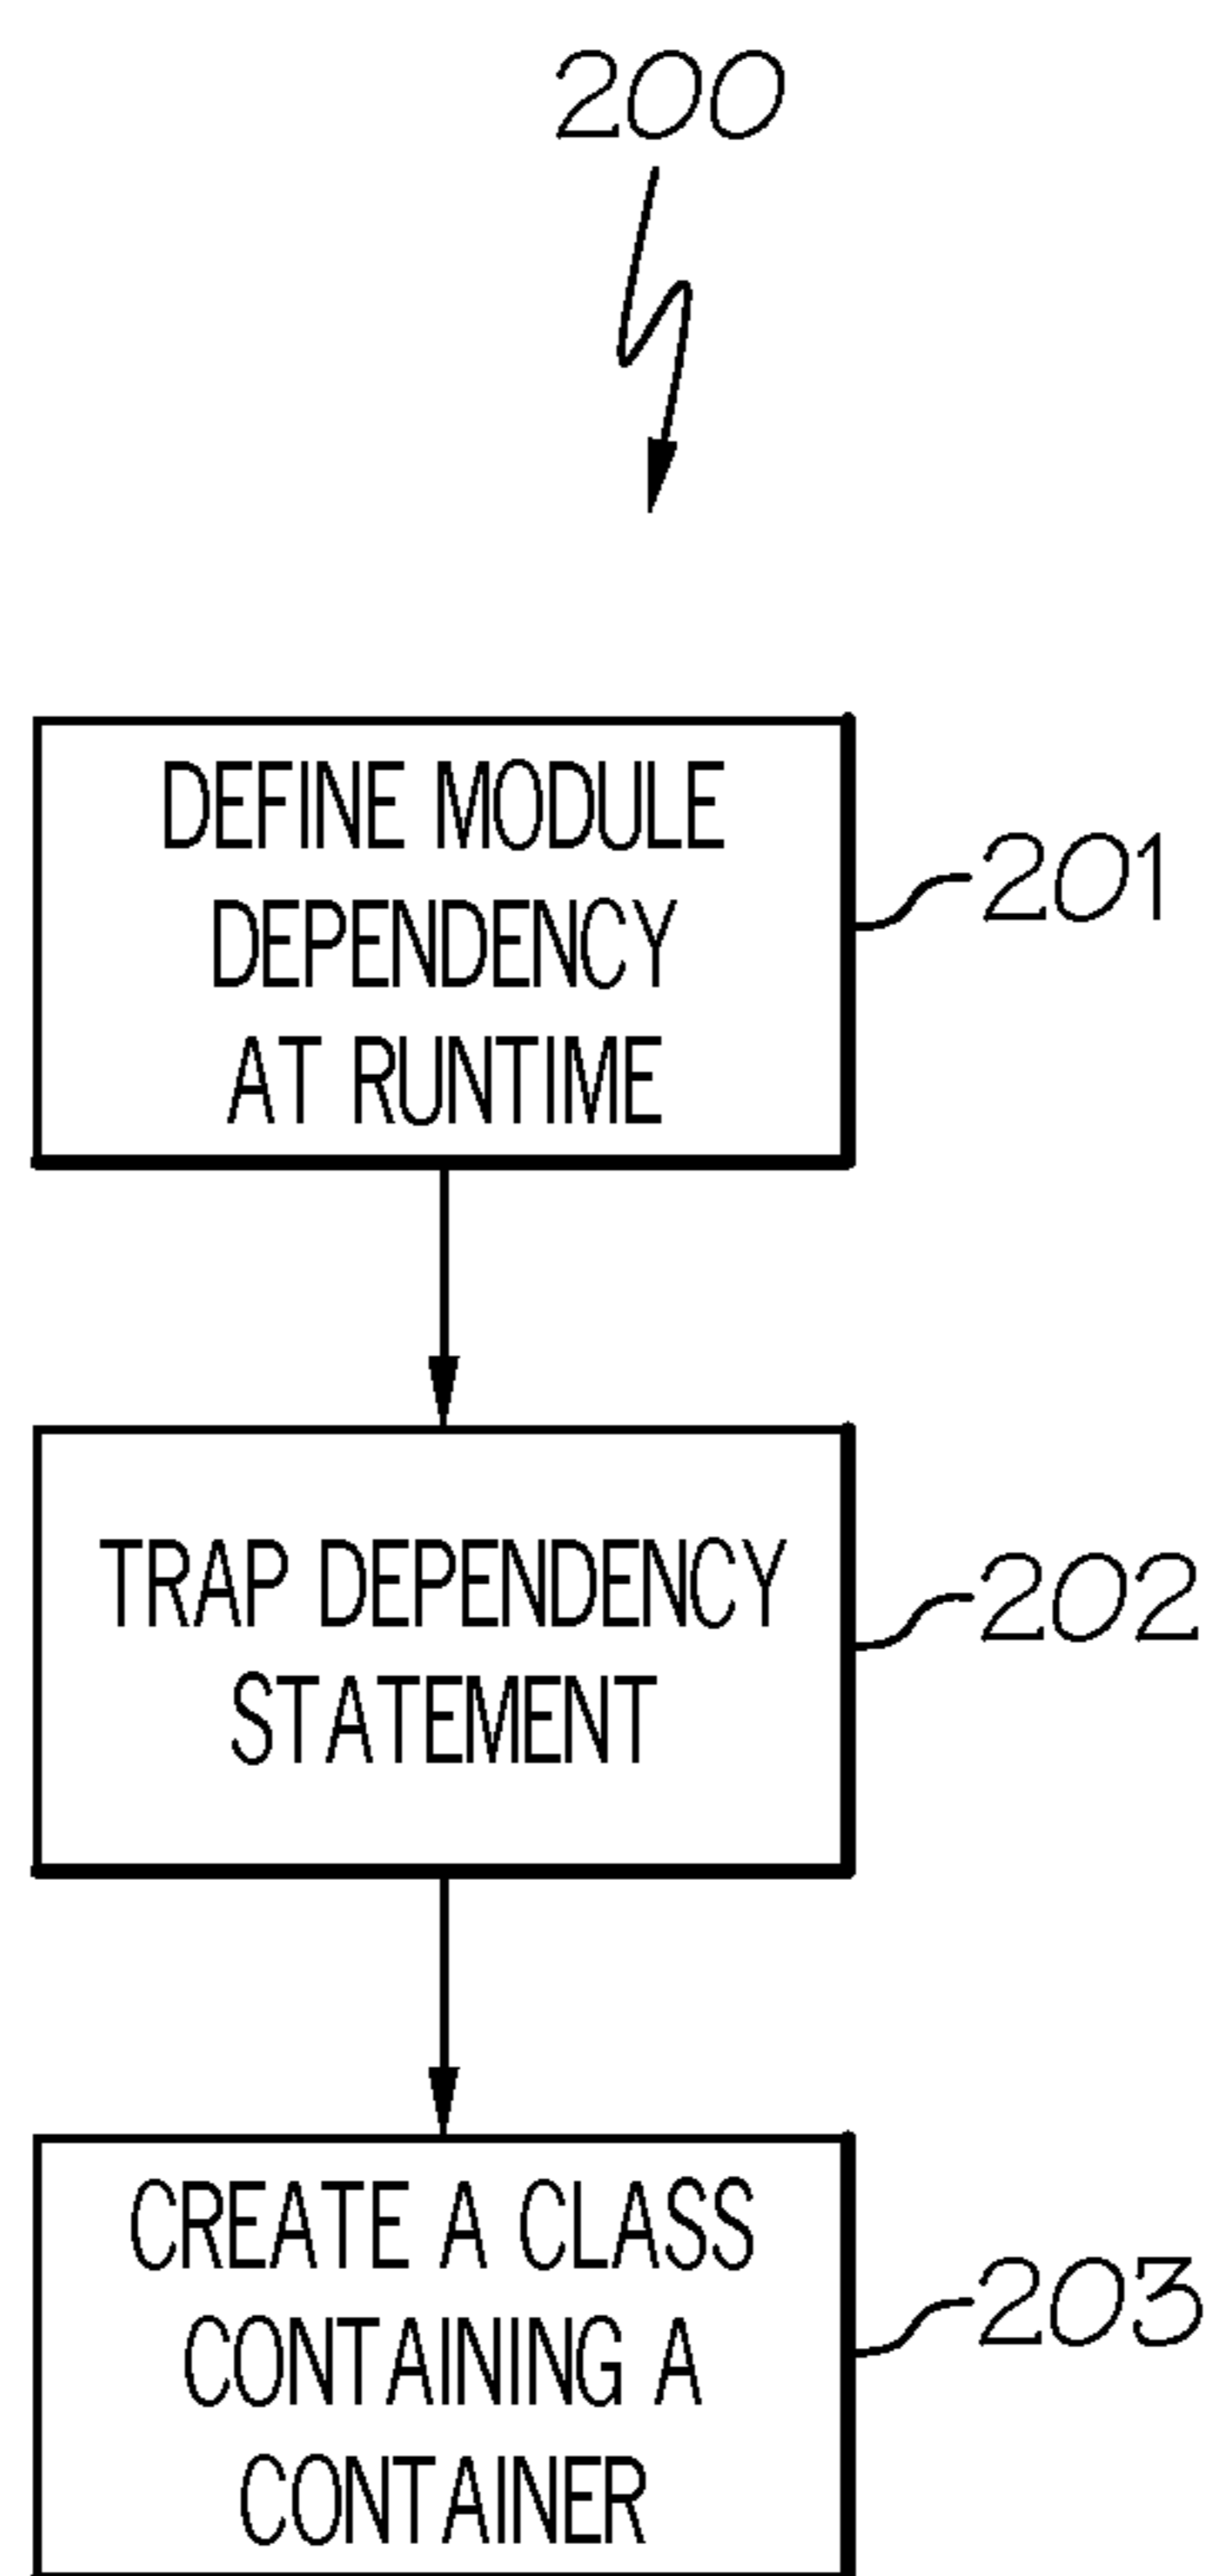 200
DEFINE MODULE
DEPENDENCY
AT RUNTIME
201
TRAP DEPENDENCY
STATEMENT
202
CREATE A CLASS
CONTAINING A
CONTAINER
203